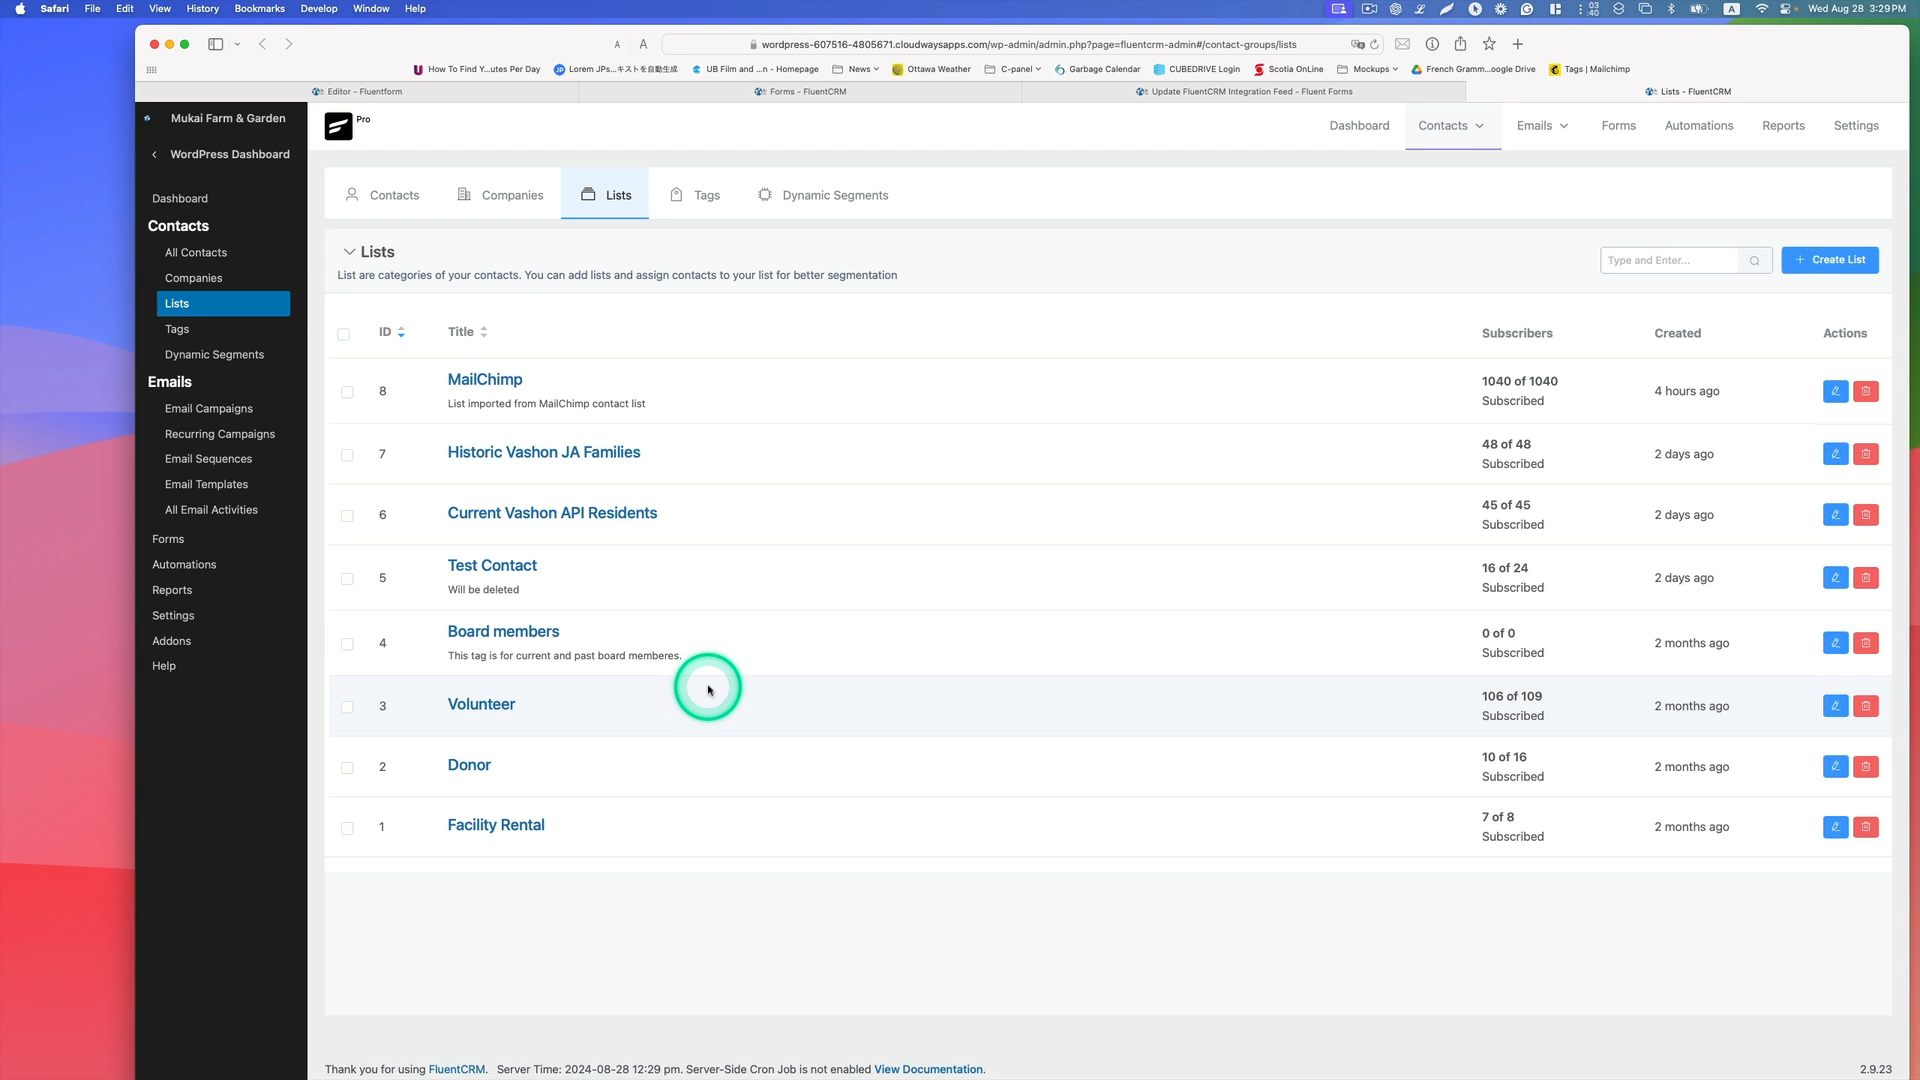 Safari File Edit View History Bookmarks Develop Window Help
03
:40
A
Wed Aug 28 3:29PM
A A
wordpress-607516-4805671.cloudwaysapps.com/wp-admin/admin.php?page=fluentcrm-admin#/contact-groups/lists
How To Find Y...utes Per Day
Lorem JPs...キストを自動生成
UB Film and ...n - Homepage
News
Ottawa Weather
C-panel
Garbage Calendar
CUBEDRIVE Login
Scotia OnLine
Mockups
French Gramm...oogle Drive
Tags | Mailchimp
Editor - Fluentform
Forms - FluentCRM
Update FluentCRM Integration Feed - Fluent Forms
Lists - FluentCRM
Mukai Farm & Garden
WordPress Dashboard
Dashboard
Contacts
All Contacts
Companies
Lists
Tags
Dynamic Segments
Emails
Email Campaigns
Recurring Campaigns
Email Sequences
Email Templates
All Email Activities
Forms
Automations
Reports
Settings
Addons
Help
Pro
Dashboard Contacts Emails Forms Automations Reports Settings
Contacts Companies Lists Tags Dynamic Segments
Lists
List are categories of your contacts. You can add lists and assign contacts to your list for better segmentation
Type and Enter...
+ Create List
ID Title Subscribers Created Actions
8 MailChimp 1040 of 1040 4 hours ago
List imported from MailChimp contact list Subscribed
7 Historic Vashon JA Families 48 of 48 2 days ago
Subscribed
6 Current Vashon API Residents 45 of 45 2 days ago
Subscribed
5 Test Contact 16 of 24 2 days ago
Will be deleted Subscribed
4 Board members 0 of 0 2 months ago
This tag is for current and past board memberes. Subscribed
3 Volunteer 106 of 109 2 months ago
Subscribed
2 Donor 10 of 16 2 months ago
Subscribed
1 Facility Rental 7 of 8 2 months ago
Subscribed
Thank you for using FluentCRM. Server Time: 2024-08-28 12:29 pm. Server-Side Cron Job is not enabled View Documentation.
2.9.23